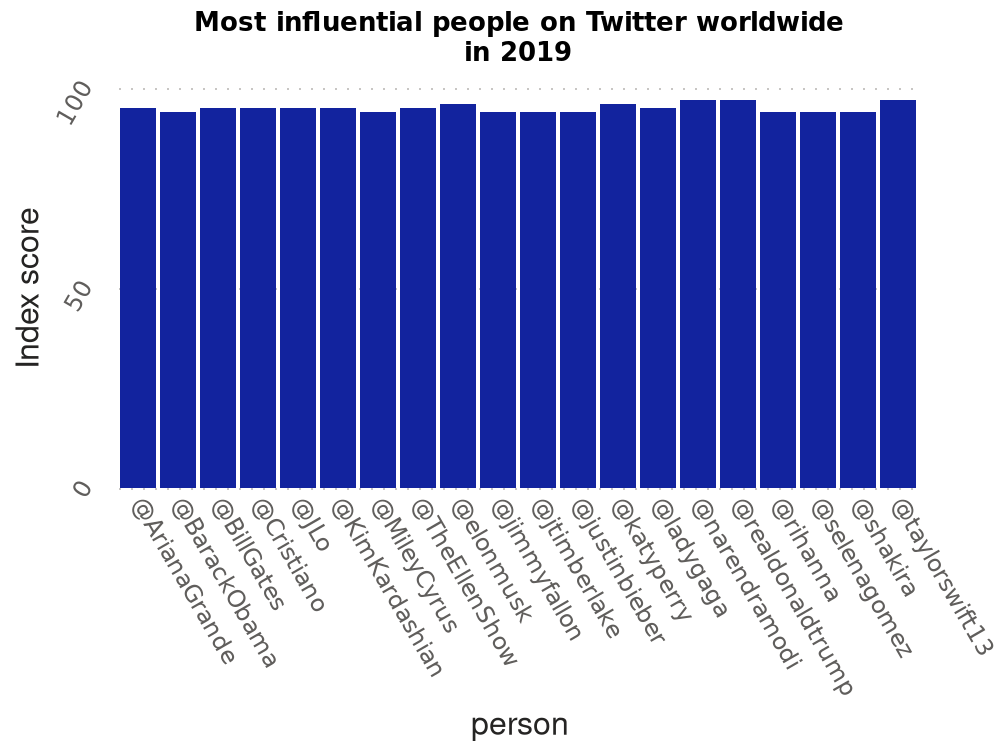 Most influential people on Twitter worldwide
in 2019
Index score
100
50
0
@ArianaGrande
@BarackObama
@BillGates
@Cristiano
@JLo
@KimKardashian
@MileyCyrus
@TheEllenShow
@elonmusk
@jimmyfallon
@jtimberlake
@justinbieber
@katyperry
@ladygaga
@narendramodi
@realdonaldtrump
@rihanna
@selenagomez
@shakira
@taylorswift13
person